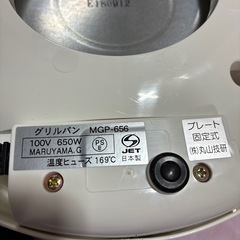 E180912
グリルパン MGP-656
100V 650W
PS
E
JET
MARUYAMA.G
日本製
温度ヒューズ 169℃
プレート
固定式
㈱丸山技研